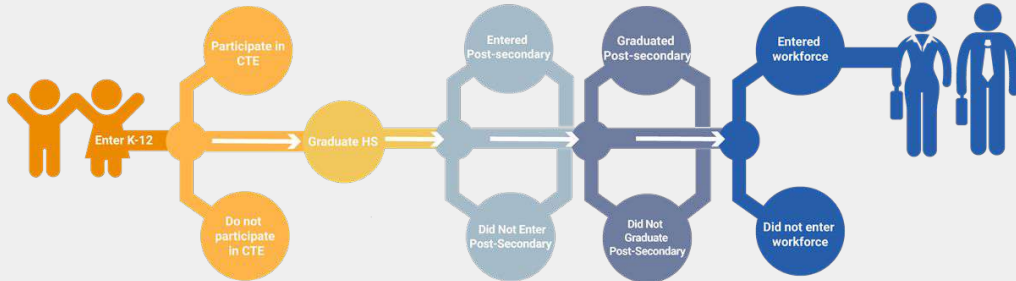 Enter K-12
Participate in
CTE
Do not
participate
in CTE
Graduate HS
Entered
Post-secondary
Did Not Enter
Post-Secondary
Graduated
Post-secondary
Did Not
Graduate
Post-Secondary
Entered
workforce
Did not enter
workforce